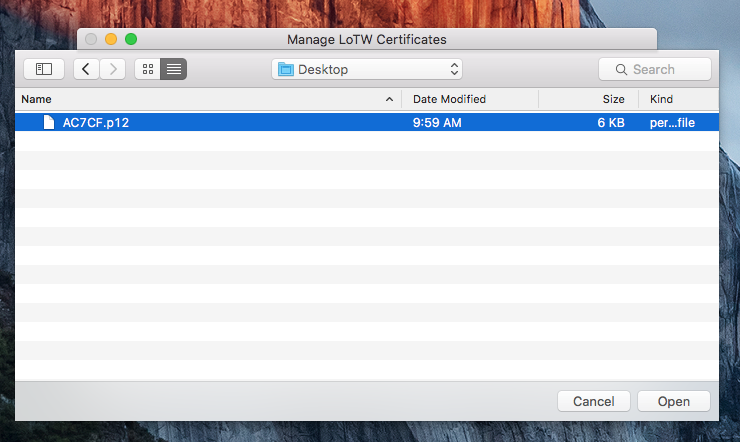 Manage LoTW Certificates
Desktop
Search
Name Date Modified Size Kind
AC7CF.p12 9:59 AM 6 KB per...file
Cancel Open